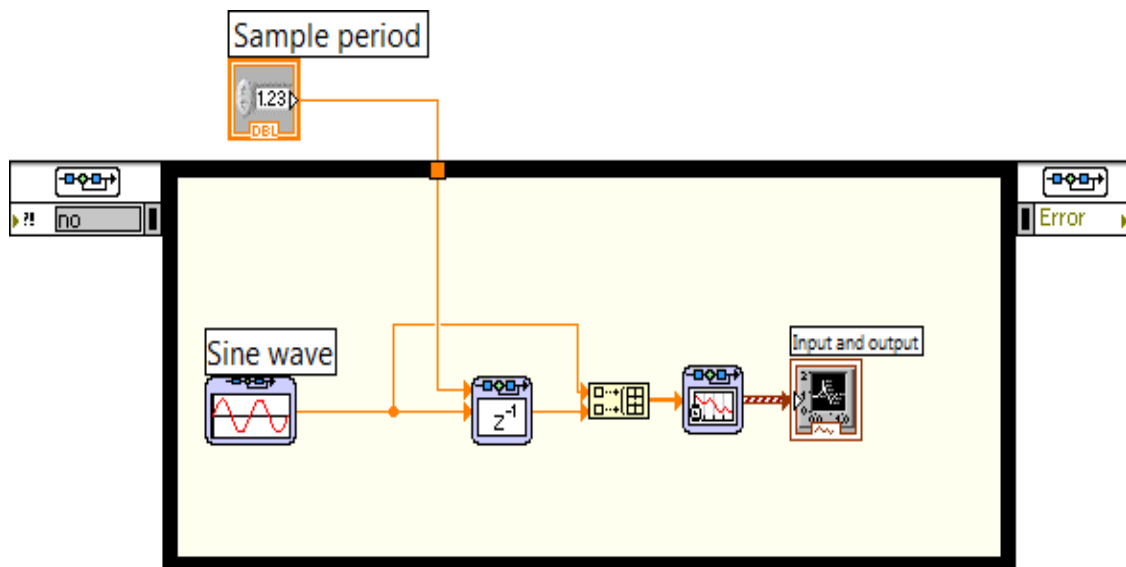 Sample period
1.23
DBL
?! no
Error
Sine wave
Input and output
z-1